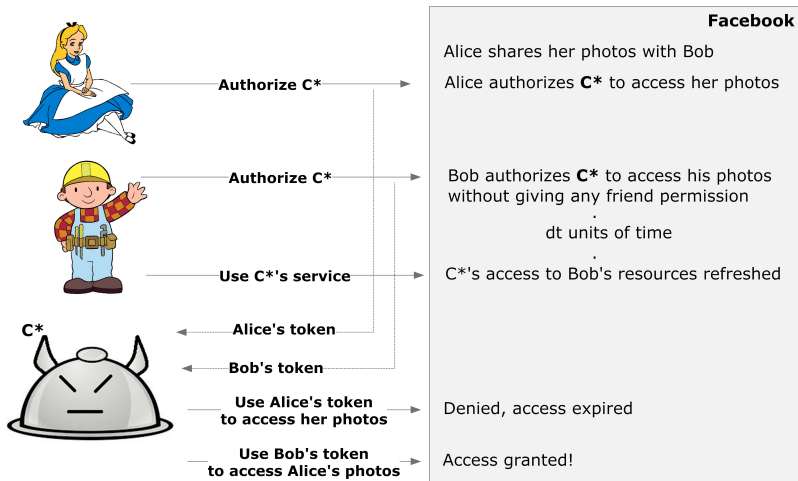 Facebook
Alice shares her photos with Bob
Authorize C*
Alice authorizes C* to access her photos
Authorize C*
Bob authorizes C* to access his photos
without giving any friend permission
.
dt units of time
.
Use C*'s service
C*'s access to Bob's resources refreshed
C*
Alice's token
Bob's token
Use Alice's token
to access her photos
Denied, access expired
Use Bob's token
to access Alice's photos
Access granted!